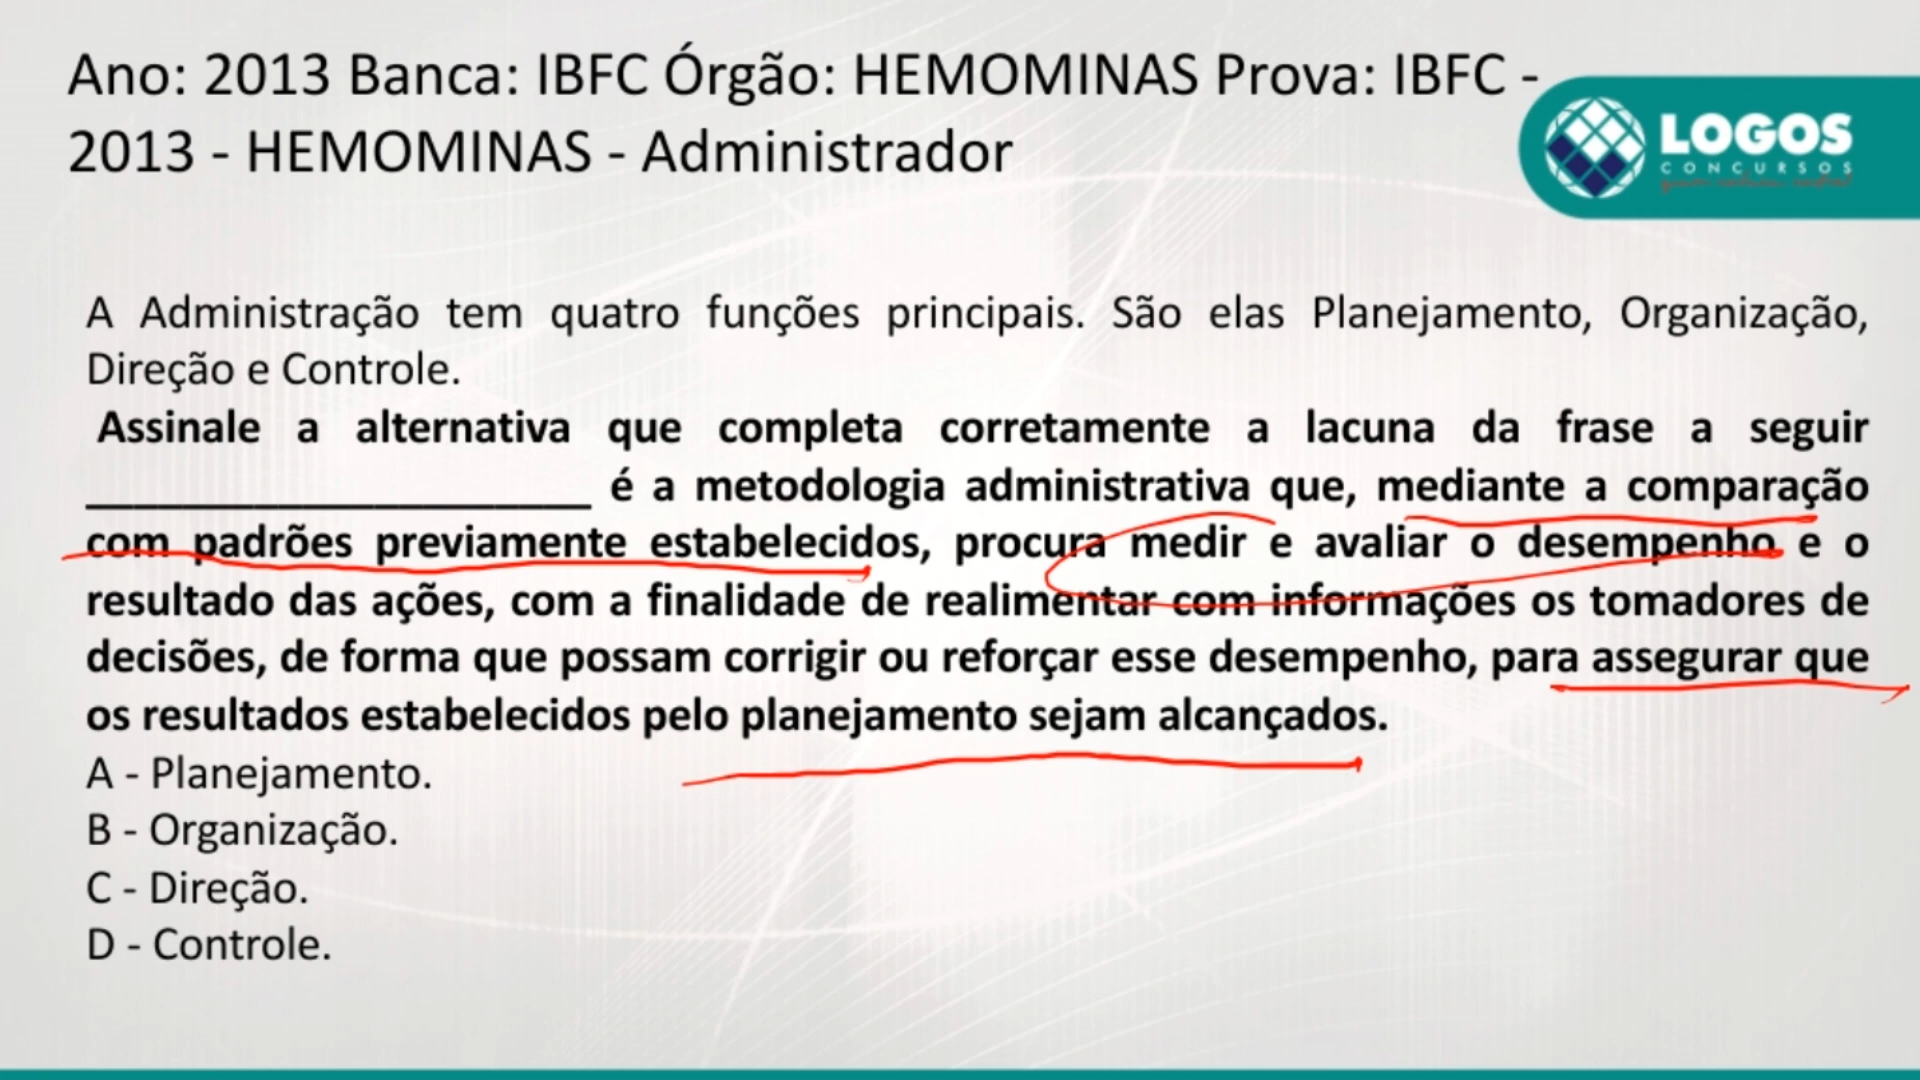 Ano: 2013 Banca: IBFC Órgão: HEMOMINAS Prova: IBFC -
2013 - HEMOMINAS - Administrador
LOGOS
CONCURSOS
A Administração tem quatro funções principais. São elas Planejamento, Organização,
Direção e Controle.
Assinale a alternativa que completa corretamente a lacuna da frase a seguir
_____________________ é a metodologia administrativa que, mediante a comparação
com padrões previamente estabelecidos, procura medir e avaliar o desempenho e o
resultado das ações, com a finalidade de realimentar com informações os tomadores de
decisões, de forma que possam corrigir ou reforçar esse desempenho, para assegurar que
os resultados estabelecidos pelo planejamento sejam alcançados.
A - Planejamento.
B - Organização.
C - Direção.
D - Controle.